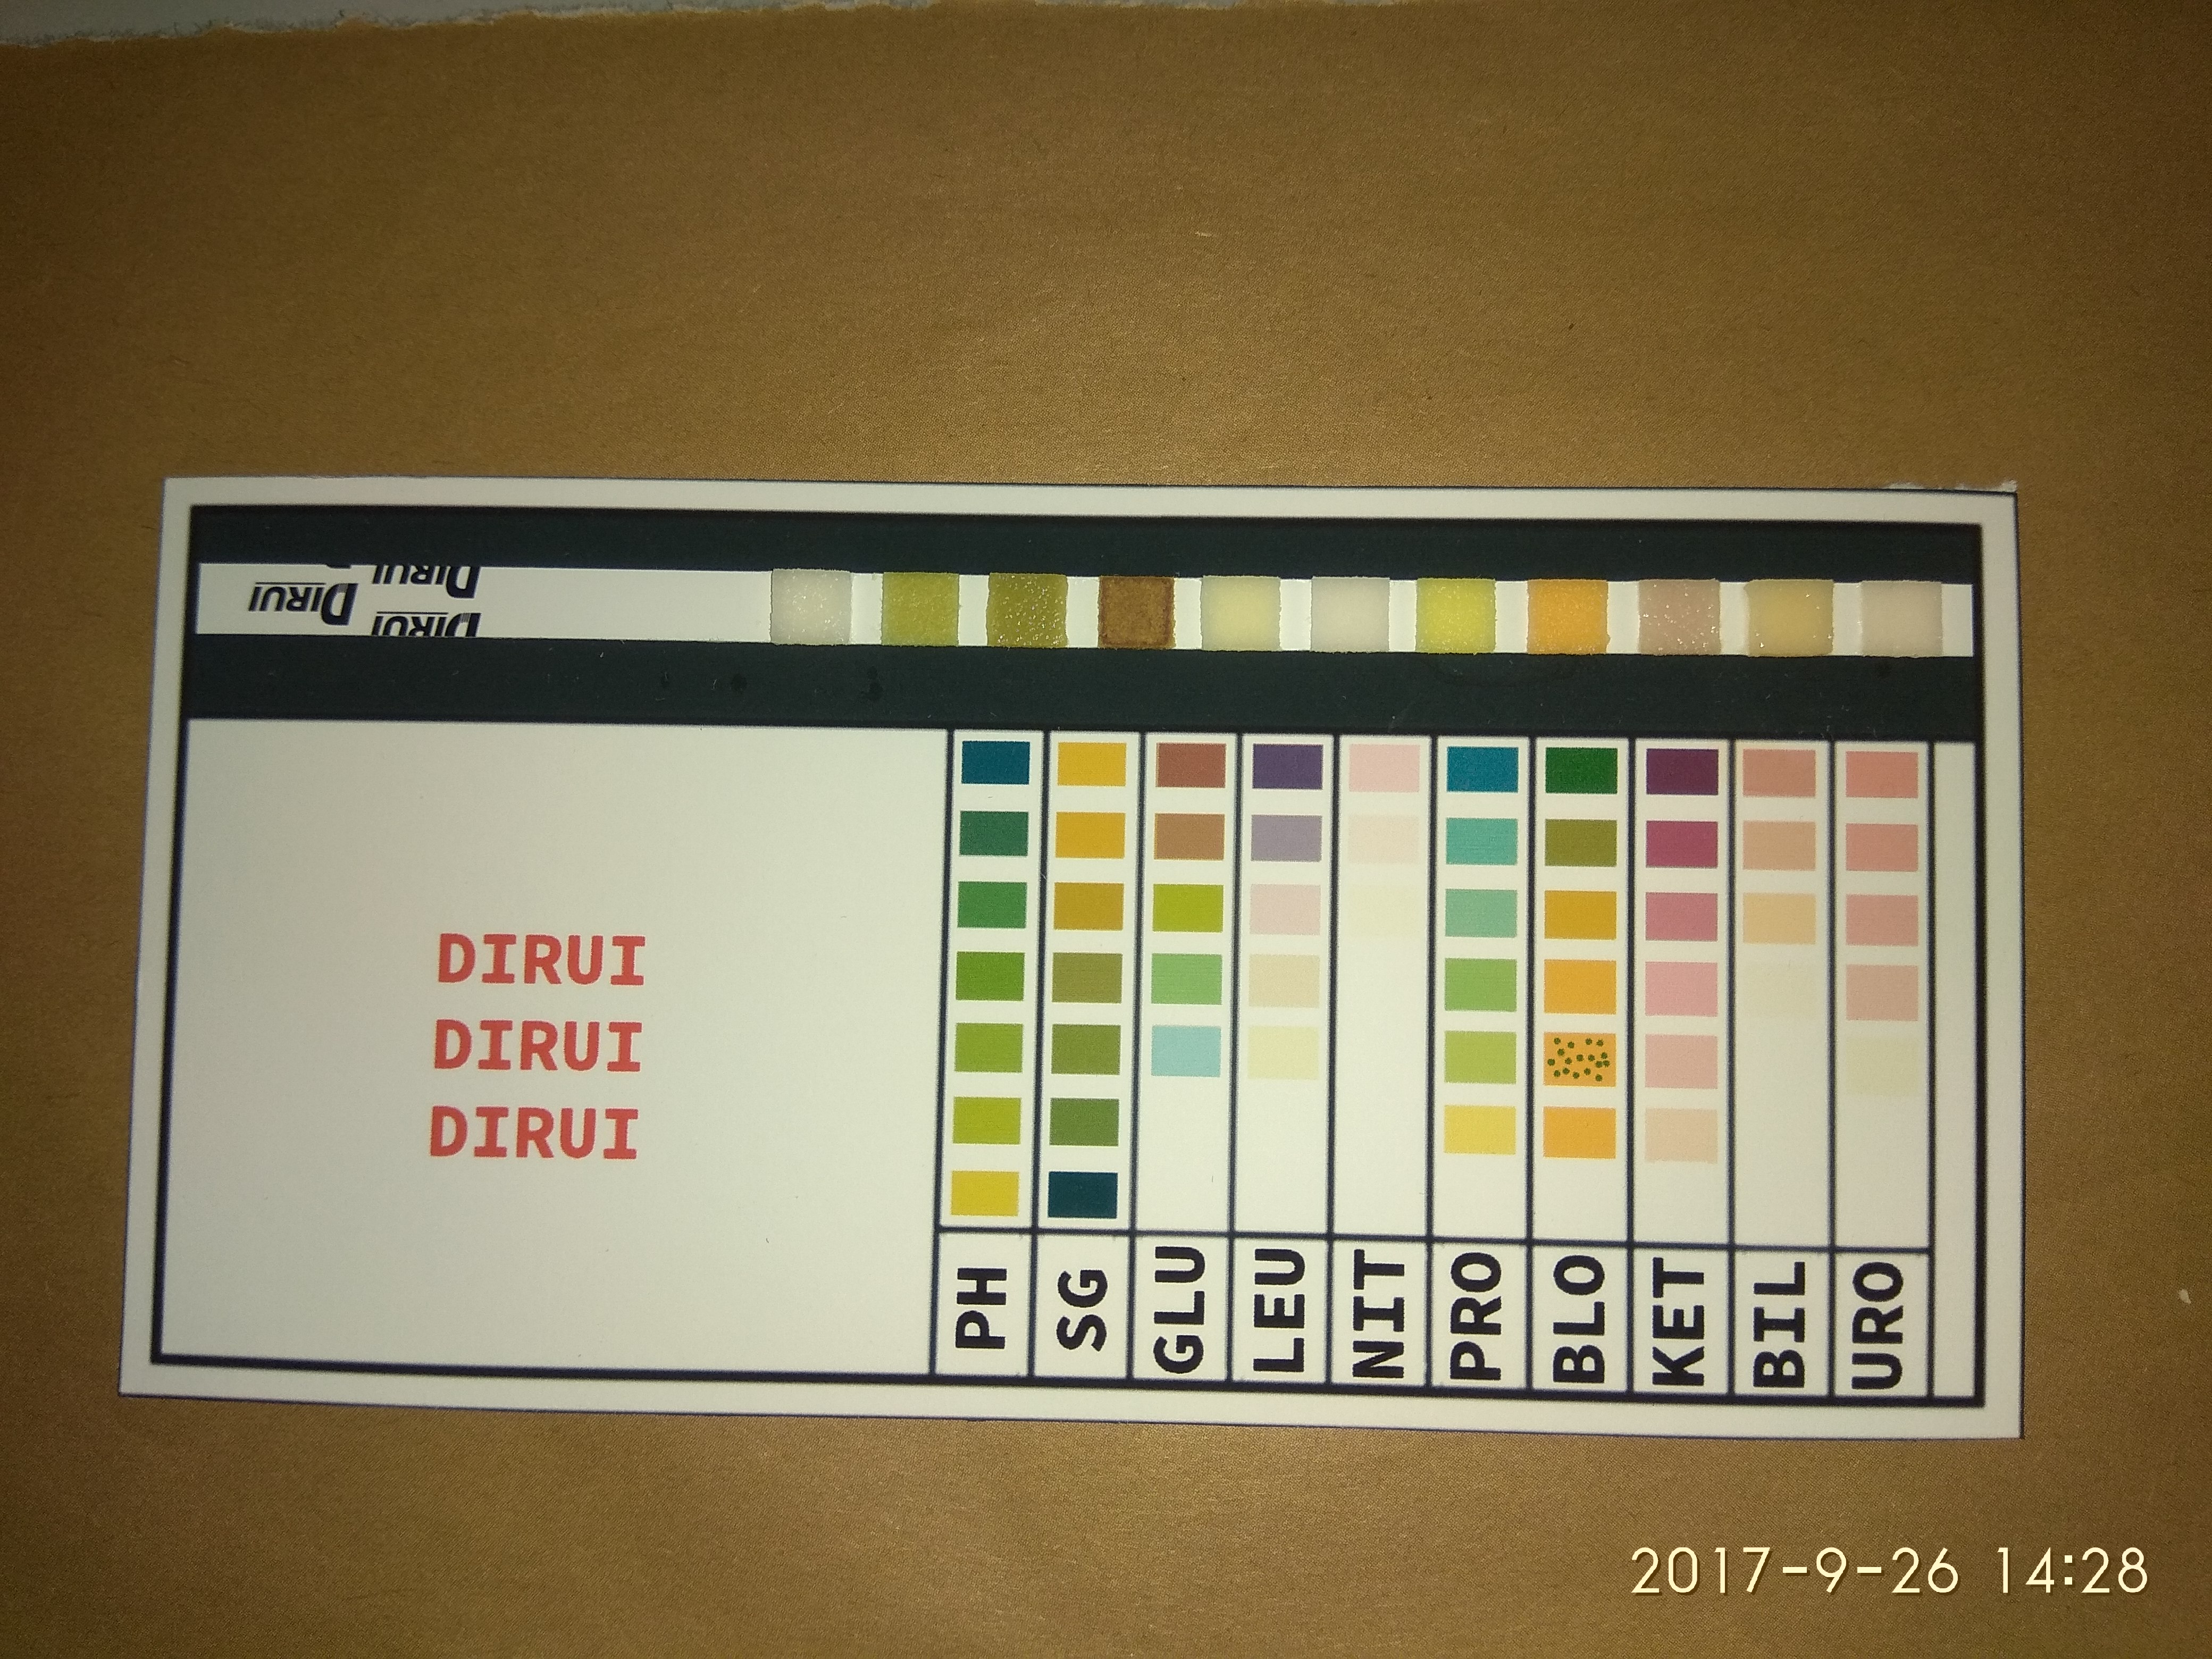 DIRUI
DIRUI
DIRUI
DIRUI
DIRUI
DIRUI
PH
SG
GLU
LEU
NIT
PRO
BLO
KET
BIL
URO
2017-9-26 14:28